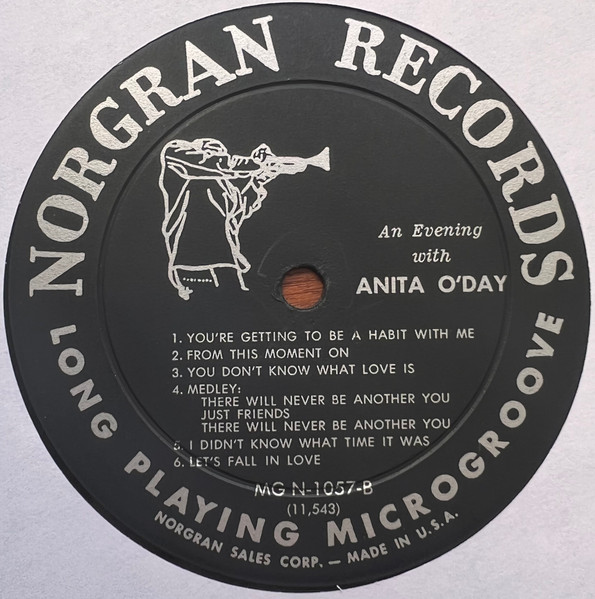 NORGRAN RECORDS
An Evening
with
ANITA O'DAY
1. YOU'RE GETTING TO BE A HABIT WITH ME
2. FROM THIS MOMENT ON
3. YOU DON'T KNOW WHAT LOVE IS
4. MEDLEY:
THERE WILL NEVER BE ANOTHER YOU
JUST FRIENDS
THERE WILL NEVER BE ANOTHER YOU
5. I DIDN'T KNOW WHAT TIME IT WAS
6. LET'S FALL IN LOVE
MG N-1057-B
(11,543)
LONG PLAYING MICROGROOVE
NORGRAN SALES CORP. — MADE IN U.S.A.